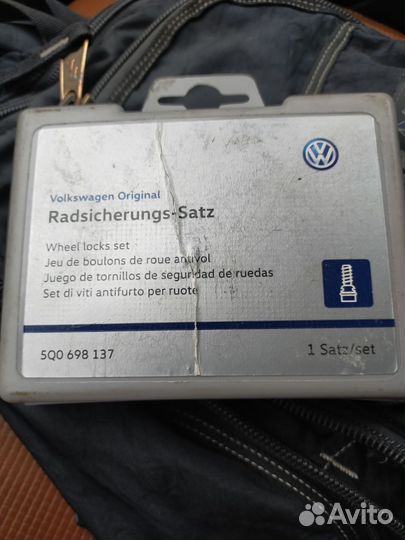 Volkswagen Original
Radsicherungs-Satz
Wheel locks set
Jeu de boulons de roue antivol
Juego de tornillos de seguridad de ruedas
Set di viti antifurto per ruote
5Q0 698 137
1 Satz/set
Avito